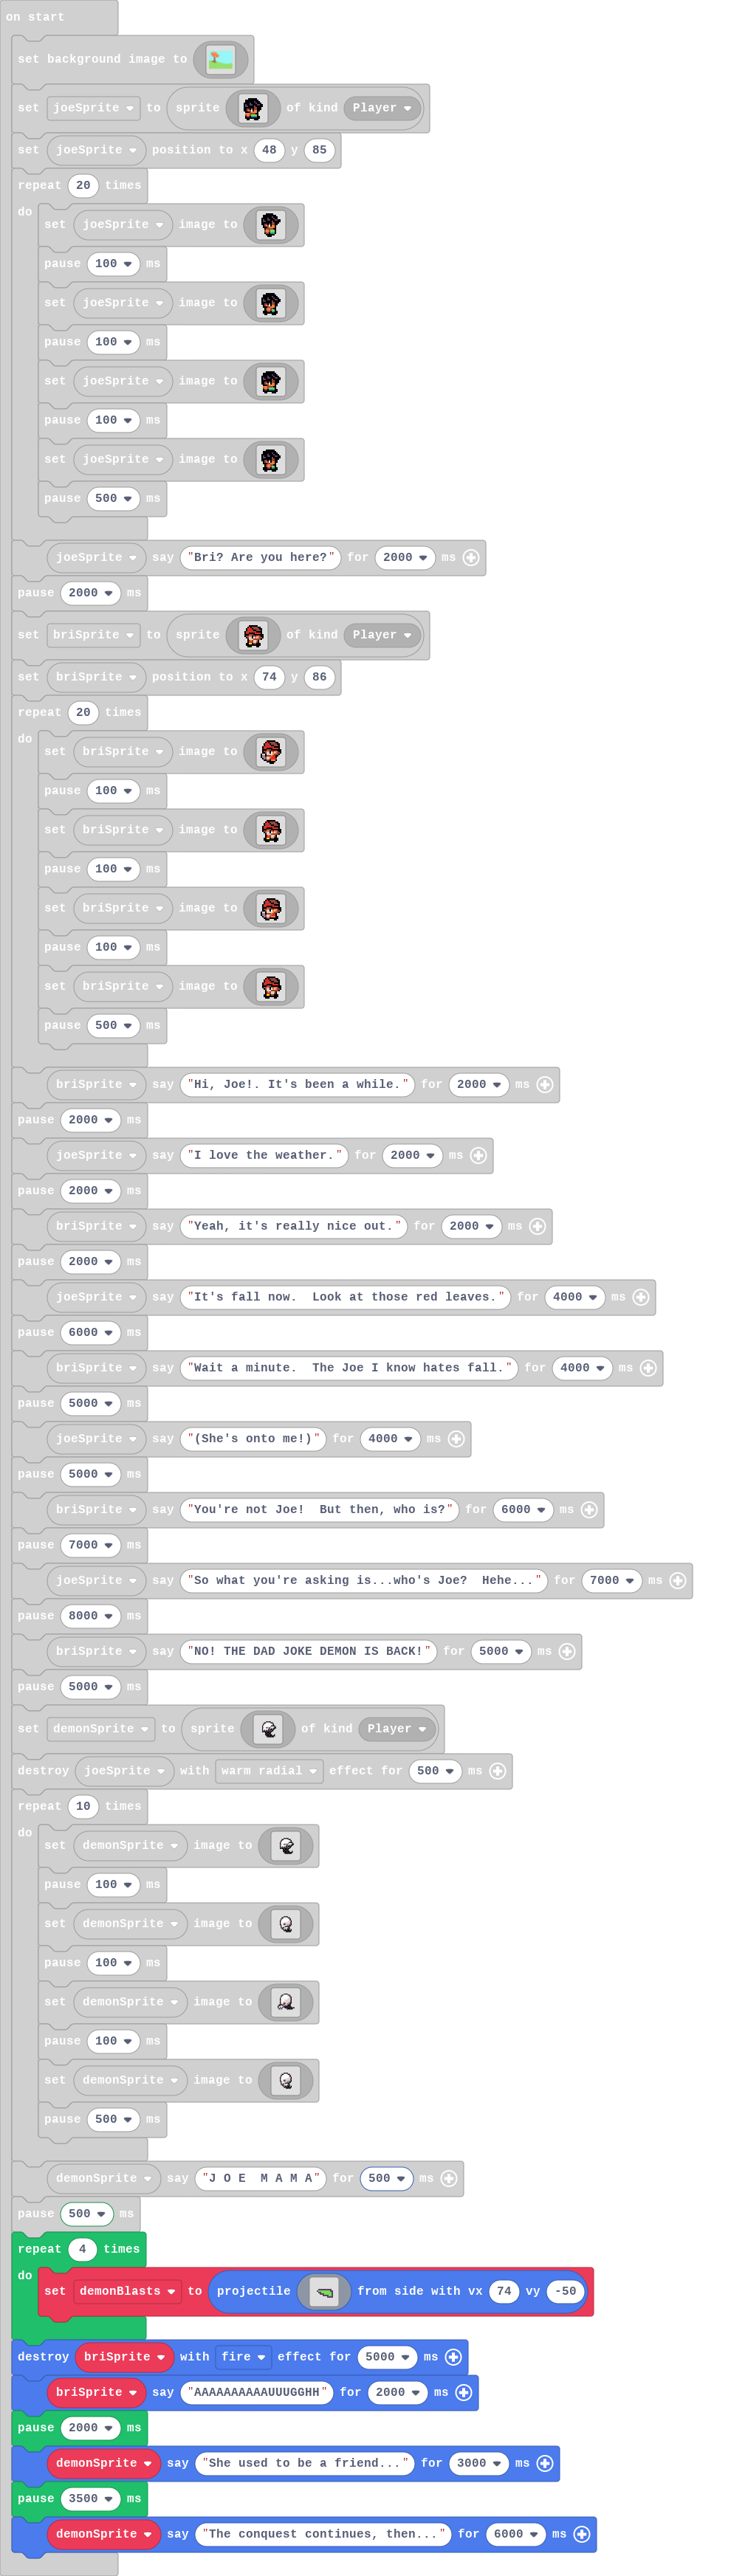 on start
set background image to
set joeSprite to sprite of kind Player
set joeSprite position to x 48 y 85
repeat 20 times
do set joeSprite image to
pause 100 ms
set joeSprite image to
pause 100 ms
set joeSprite image to
pause 100 ms
set joeSprite image to
pause 500 ms
joeSprite say "Bri? Are you here?" for 2000 ms
pause 2000 ms
set briSprite to sprite of kind Player
set briSprite position to x 74 y 86
repeat 20 times
do set briSprite image to
pause 100 ms
set briSprite image to
pause 100 ms
set briSprite image to
pause 100 ms
set briSprite image to
pause 500 ms
briSprite say "Hi, Joe!. It's been a while." for 2000 ms
pause 2000 ms
joeSprite say "I love the weather." for 2000 ms
pause 2000 ms
briSprite say "Yeah, it's really nice out." for 2000 ms
pause 2000 ms
joeSprite say "It's fall now.  Look at those red leaves." for 4000 ms
pause 6000 ms
briSprite say "Wait a minute.  The Joe I know hates fall." for 4000 ms
pause 5000 ms
joeSprite say "(She's onto me!)" for 4000 ms
pause 5000 ms
briSprite say "You're not Joe!  But then, who is?" for 6000 ms
pause 7000 ms
joeSprite say "So what you're asking is...who's Joe?  Hehe..." for 7000 ms
pause 8000 ms
briSprite say "NO! THE DAD JOKE DEMON IS BACK!" for 5000 ms
pause 5000 ms
set demonSprite to sprite of kind Player
destroy joeSprite with warm radial effect for 500 ms
repeat 10 times
do set demonSprite image to
pause 100 ms
set demonSprite image to
pause 100 ms
set demonSprite image to
pause 100 ms
set demonSprite image to
pause 500 ms
demonSprite say "J O E  M A M A" for 500 ms
pause 500 ms
repeat 4 times
do set demonBlasts to projectile from side with vx 74 vy -50
destroy briSprite with fire effect for 5000 ms
briSprite say "AAAAAAAAAAUUUGGHH" for 2000 ms
pause 2000 ms
demonSprite say "She used to be a friend..." for 3000 ms
pause 3500 ms
demonSprite say "The conquest continues, then..." for 6000 ms